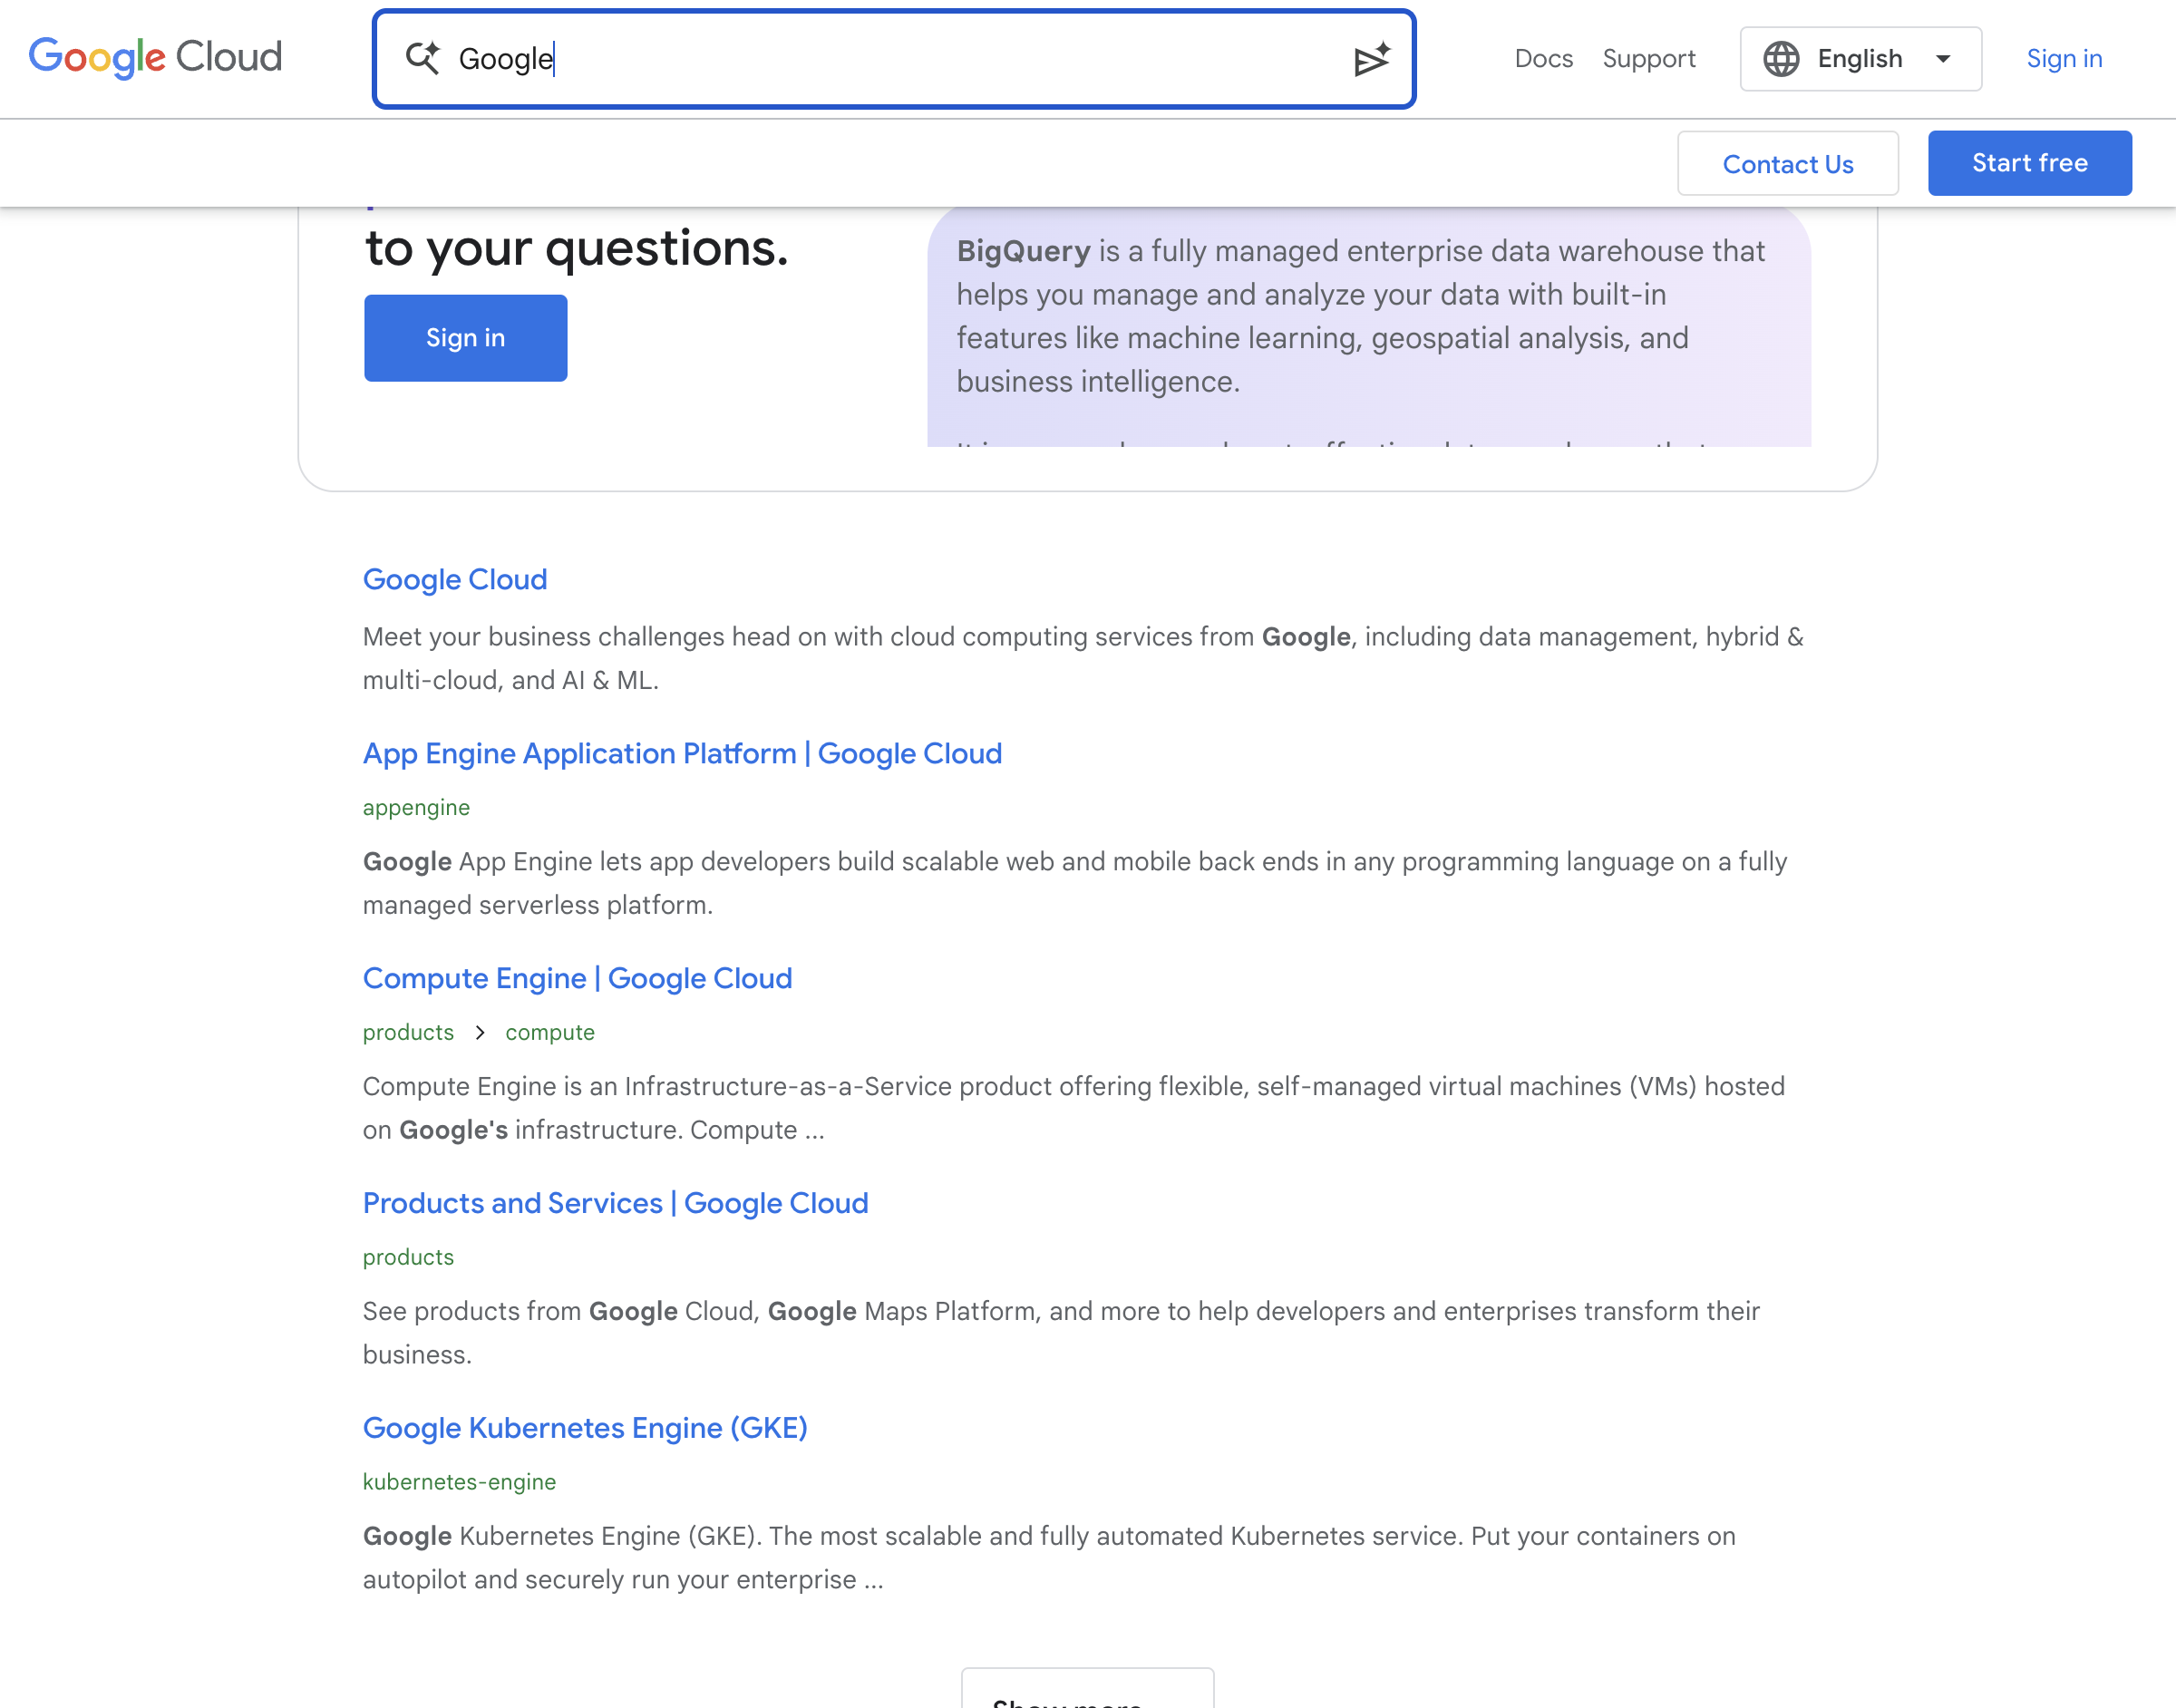 Google Cloud
Google
Docs
Support
English
Sign in
Contact Us
Start free
to your questions.
Sign in
BigQuery is a fully managed enterprise data warehouse that
helps you manage and analyze your data with built-in
features like machine learning, geospatial analysis, and
business intelligence.
Google Cloud
Meet your business challenges head on with cloud computing services from Google, including data management, hybrid &
multi-cloud, and AI & ML.
App Engine Application Platform | Google Cloud
appengine
Google App Engine lets app developers build scalable web and mobile back ends in any programming language on a fully
managed serverless platform.
Compute Engine | Google Cloud
products > compute
Compute Engine is an Infrastructure-as-a-Service product offering flexible, self-managed virtual machines (VMs) hosted
on Google's infrastructure. Compute ...
Products and Services | Google Cloud
products
See products from Google Cloud, Google Maps Platform, and more to help developers and enterprises transform their
business.
Google Kubernetes Engine (GKE)
kubernetes-engine
Google Kubernetes Engine (GKE). The most scalable and fully automated Kubernetes service. Put your containers on
autopilot and securely run your enterprise ...
Show more